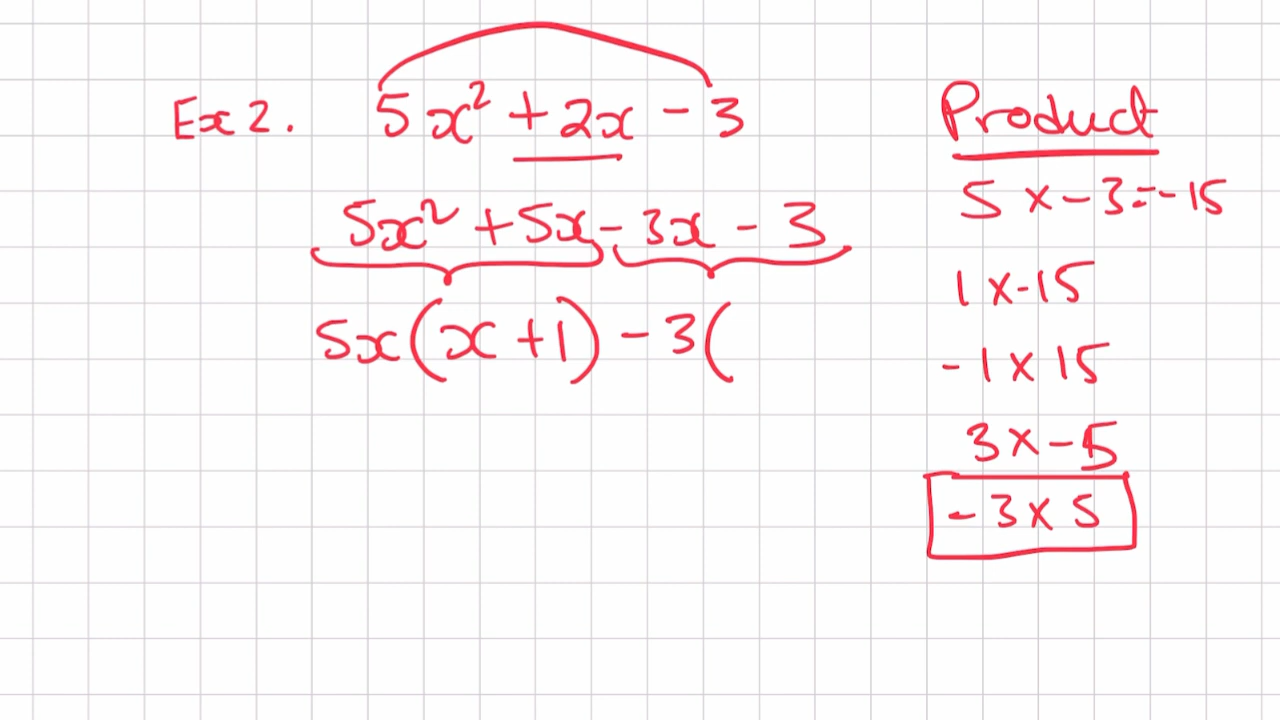 Ex 2. 5x² + 2x - 3
5x² + 5x - 3x - 3
5x(x + 1) - 3(
Product
5 x - 3 = - 15
1 x - 15
- 1 x 15
3 x - 5
- 3 x 5